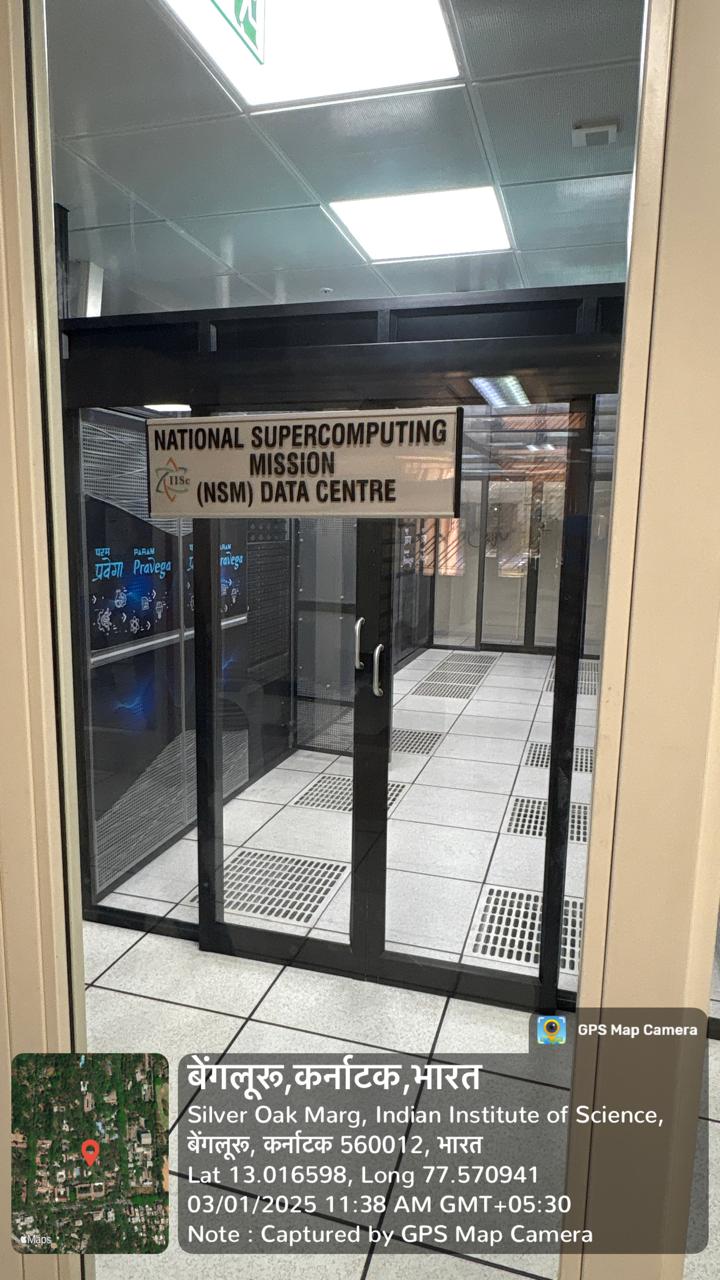 NATIONAL SUPERCOMPUTING
MISSION
IISc
(NSM) DATA CENTRE
परम
प्रवेगा
PARAM
Pravega
PARAM
Pravega
GPS Map Camera
बेंगलूरू,कर्नाटक,भारत
Silver Oak Marg, Indian Institute of Science,
बेंगलूरू, कर्नाटक 560012, भारत
Lat 13.016598, Long 77.570941
03/01/2025 11:38 AM GMT+05:30
Note : Captured by GPS Map Camera
Maps